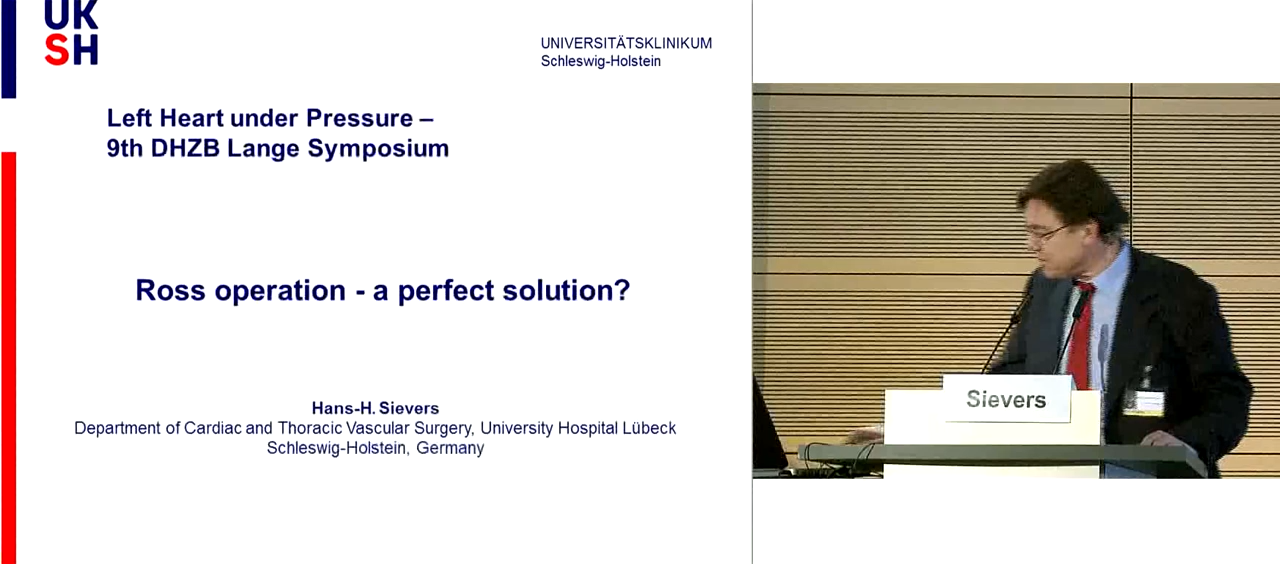 UK
SH
UNIVERSITÄTSKLINIKUM
Schleswig-Holstein
Left Heart under Pressure –
9th DHZB Lange Symposium
Ross operation - a perfect solution?
Hans-H. Sievers
Department of Cardiac and Thoracic Vascular Surgery, University Hospital Lübeck
Schleswig-Holstein, Germany
Sievers